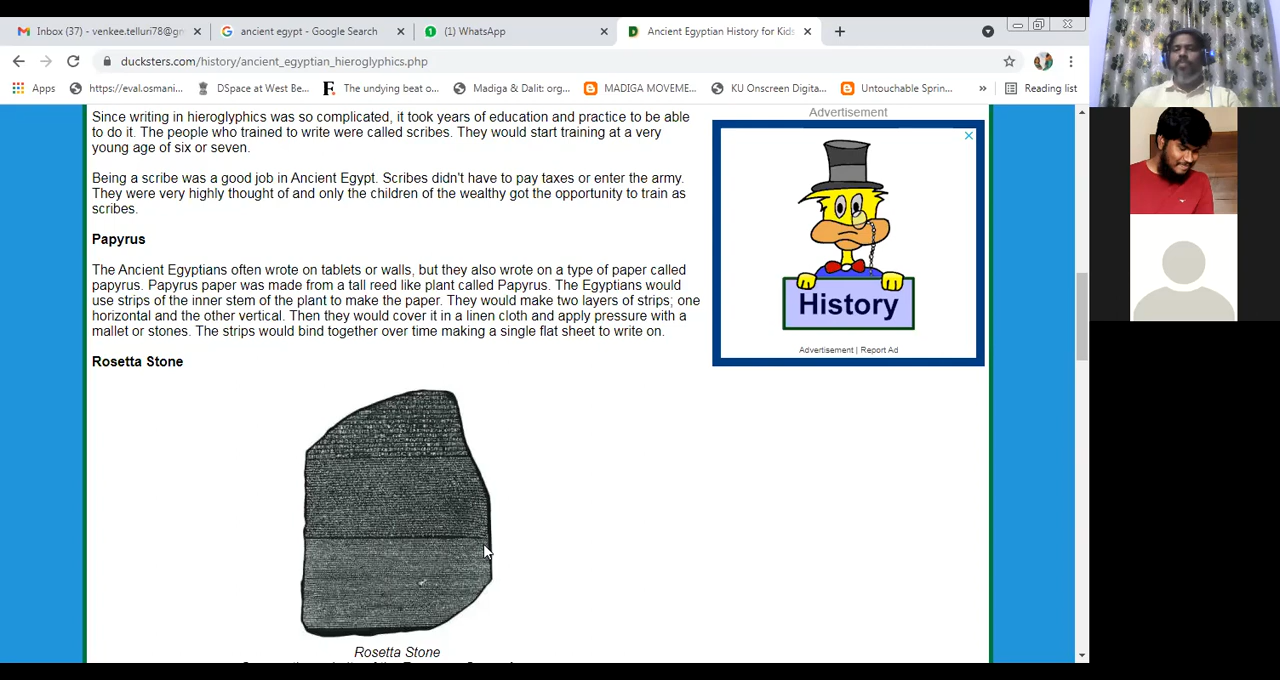 Inbox (37) - venkee.telluri78@gm
ancient egypt - Google Search
(1) WhatsApp
Ancient Egyptian History for Kids
ducksters.com/history/ancient_egyptian_hieroglyphics.php
Apps
https://eval.osmani...
DSpace at West Be...
The undying beat o...
Madiga & Dalit: org...
MADIGA MOVEME...
KU Onscreen Digita...
Untouchable Sprin...
»
Reading list
Since writing in hieroglyphics was so complicated, it took years of education and practice to be able
to do it. The people who trained to write were called scribes. They would start training at a very
young age of six or seven.
Being a scribe was a good job in Ancient Egypt. Scribes didn't have to pay taxes or enter the army.
They were very highly thought of and only the children of the wealthy got the opportunity to train as
scribes.
Papyrus
The Ancient Egyptians often wrote on tablets or walls, but they also wrote on a type of paper called
papyrus. Papyrus paper was made from a tall reed like plant called Papyrus. The Egyptians would
use strips of the inner stem of the plant to make the paper. They would make two layers of strips; one
horizontal and the other vertical. Then they would cover it in a linen cloth and apply pressure with a
mallet or stones. The strips would bind together over time making a single flat sheet to write on.
Rosetta Stone
Rosetta Stone
Advertisement
History
Advertisement | Report Ad